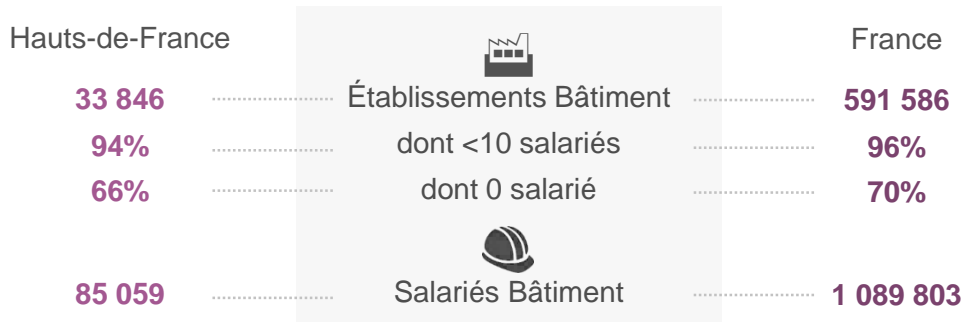 Hauts-de-France France
33 846 Établissements Bâtiment 591 586
94% dont <10 salariés 96%
66% dont 0 salarié 70%
85 059 Salariés Bâtiment 1 089 803